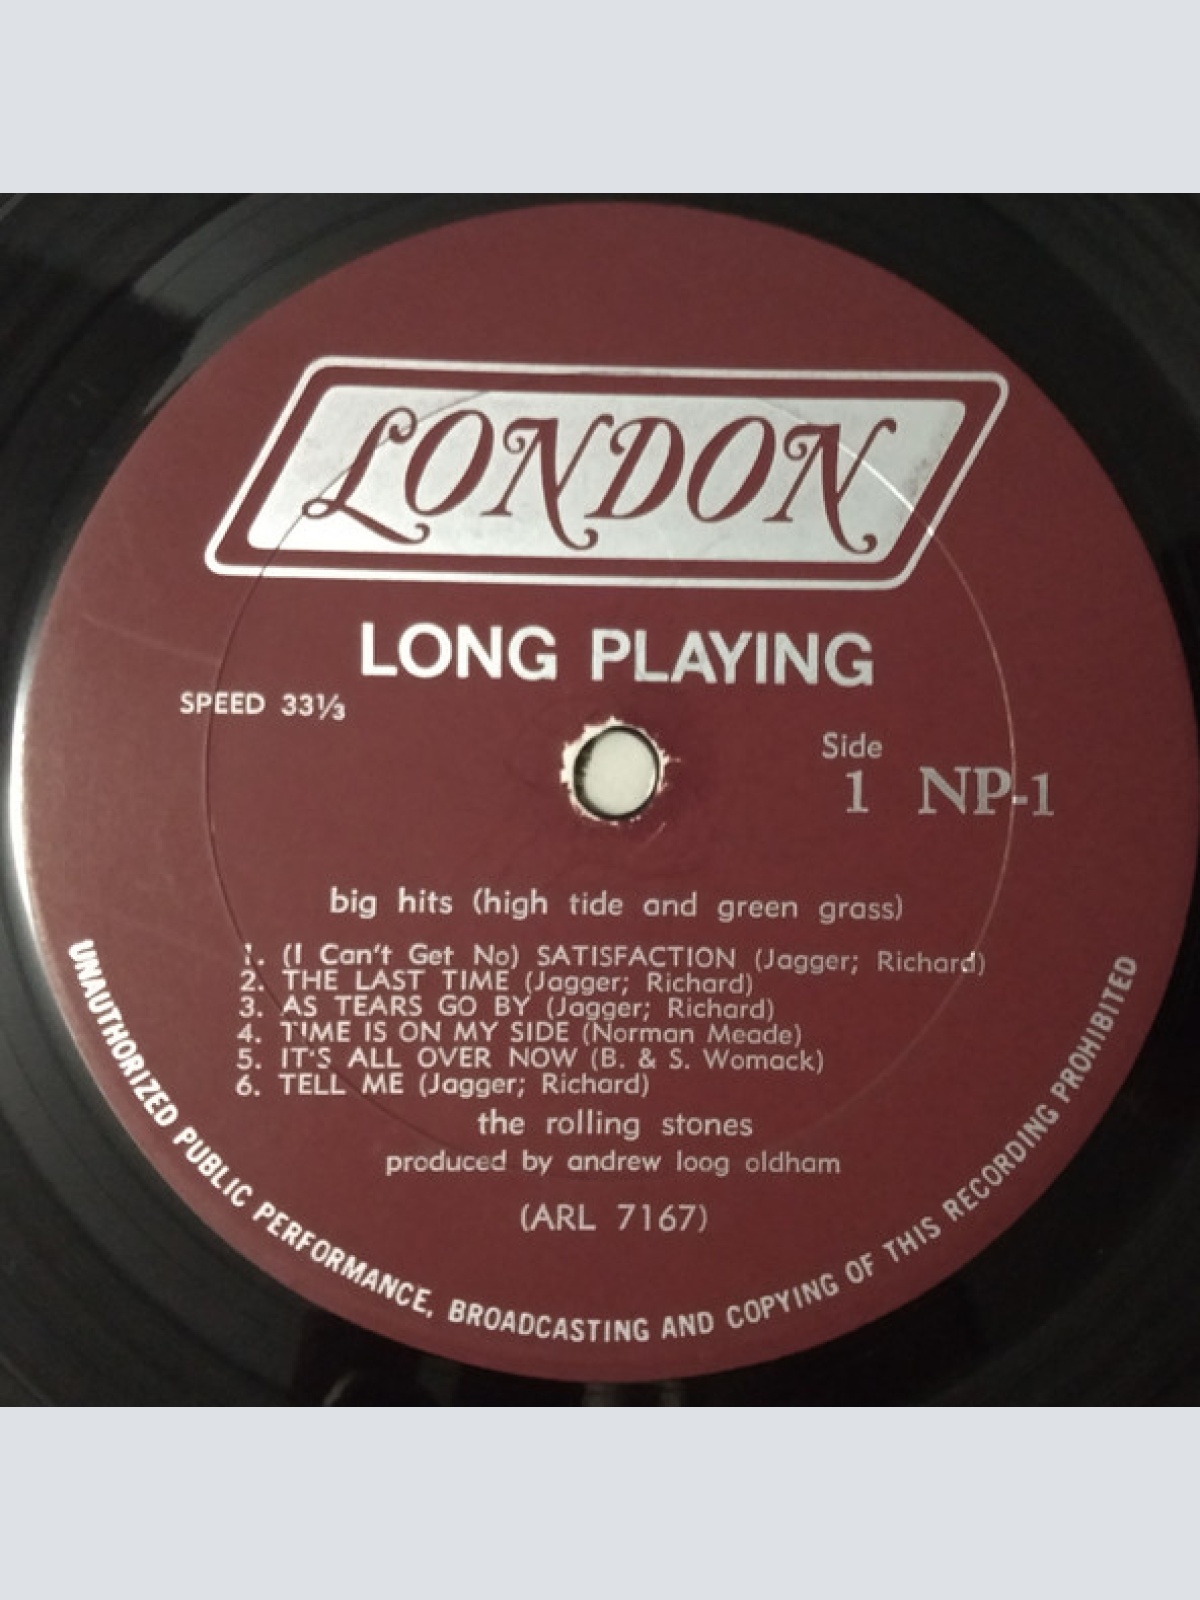 LONDON
LONG PLAYING
SPEED 33⅓
Side
1 NP-1
big hits (high tide and green grass)
1. (I Can't Get No) SATISFACTION (Jagger; Richard)
2. THE LAST TIME (Jagger; Richard)
3. AS TEARS GO BY (Jagger; Richard)
4. TIME IS ON MY SIDE (Norman Meade)
5. IT'S ALL OVER NOW (B. & S. Womack)
6. TELL ME (Jagger; Richard)
the rolling stones
produced by andrew loog oldham
(ARL 7167)
UNAUTHORIZED PUBLIC PERFORMANCE, BROADCASTING AND COPYING OF THIS RECORDING PROHIBITED